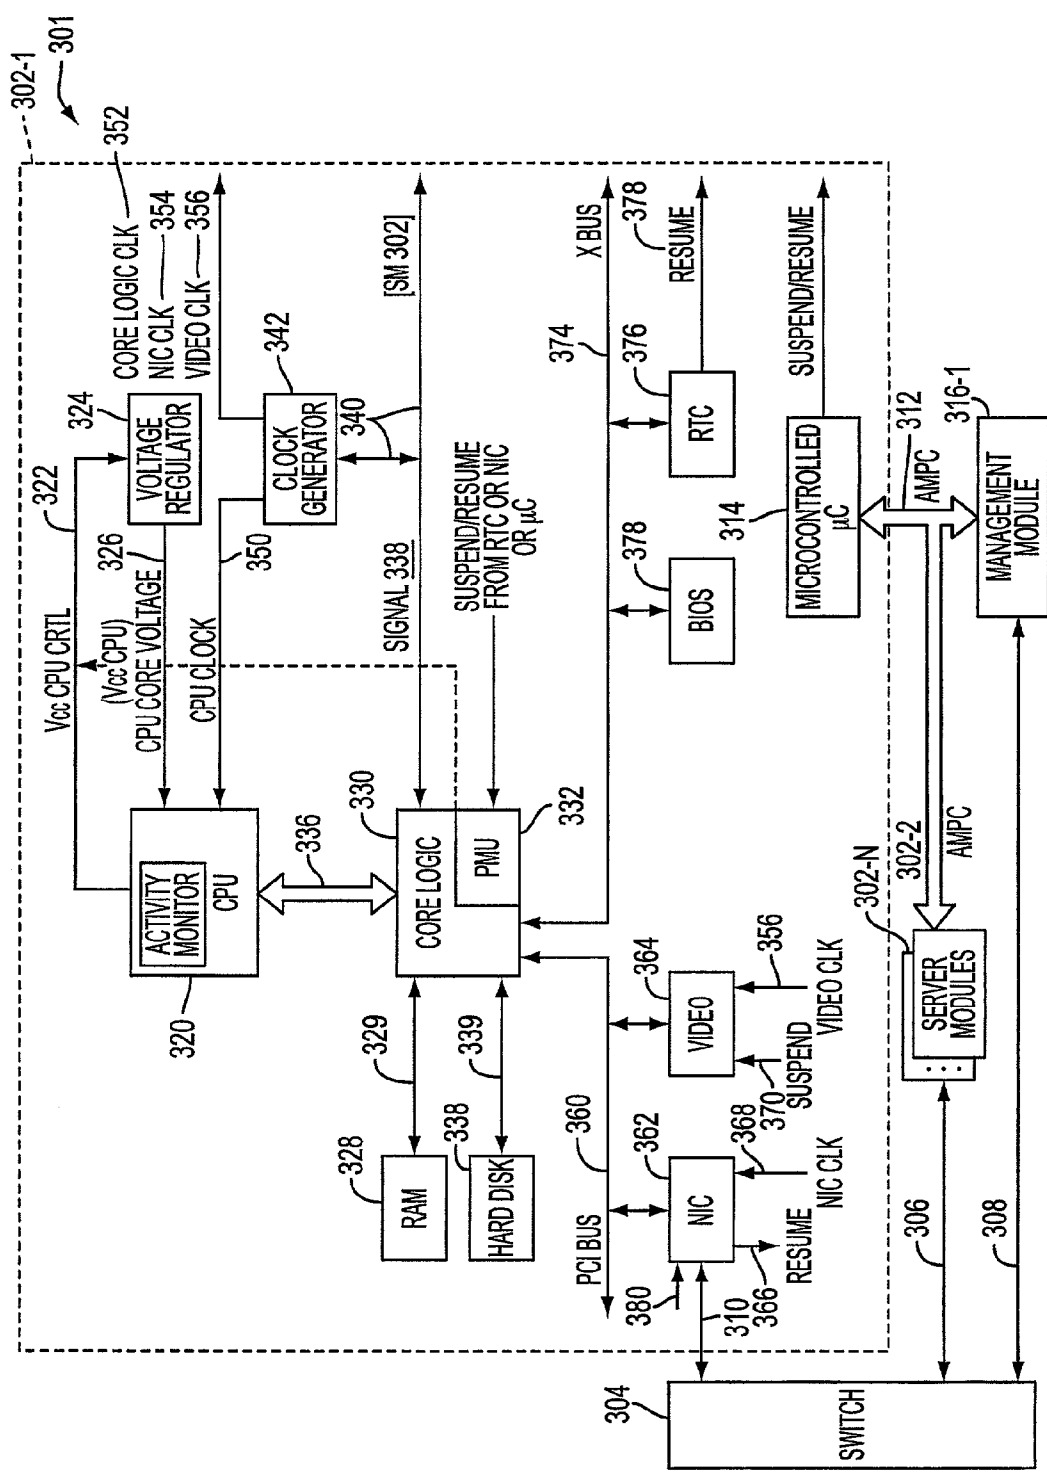 302-1
301
CORE LOGIC CLK
352
NIC CLK
354
VIDEO CLK
356
322
324
VOLTAGE
REGULATOR
326
Vcc CPU CRTL
(Vcc CPU)
CPU CORE VOLTAGE
342
CLOCK
GENERATOR
350
CPU CLOCK
340
[SM 302]
SIGNAL 338
SUSPEND/RESUME
FROM RTC OR NIC
OR µC
ACTIVITY
MONITOR
CPU
320
336
330
CORE LOGIC
PMU
332
329
328
RAM
339
338
HARD DISK
X BUS
374
378
RESUME
376
RTC
378
BIOS
360
PCI BUS
364
VIDEO
356
VIDEO CLK
370
SUSPEND
362
NIC
368
NIC CLK
366
RESUME
380
310
SUSPEND/RESUME
314
MICROCONTROLLED
µC
312
AMPC
316-1
MANAGEMENT
MODULE
302-2
AMPC
302-N
SERVER
MODULES
...
306
308
304
SWITCH